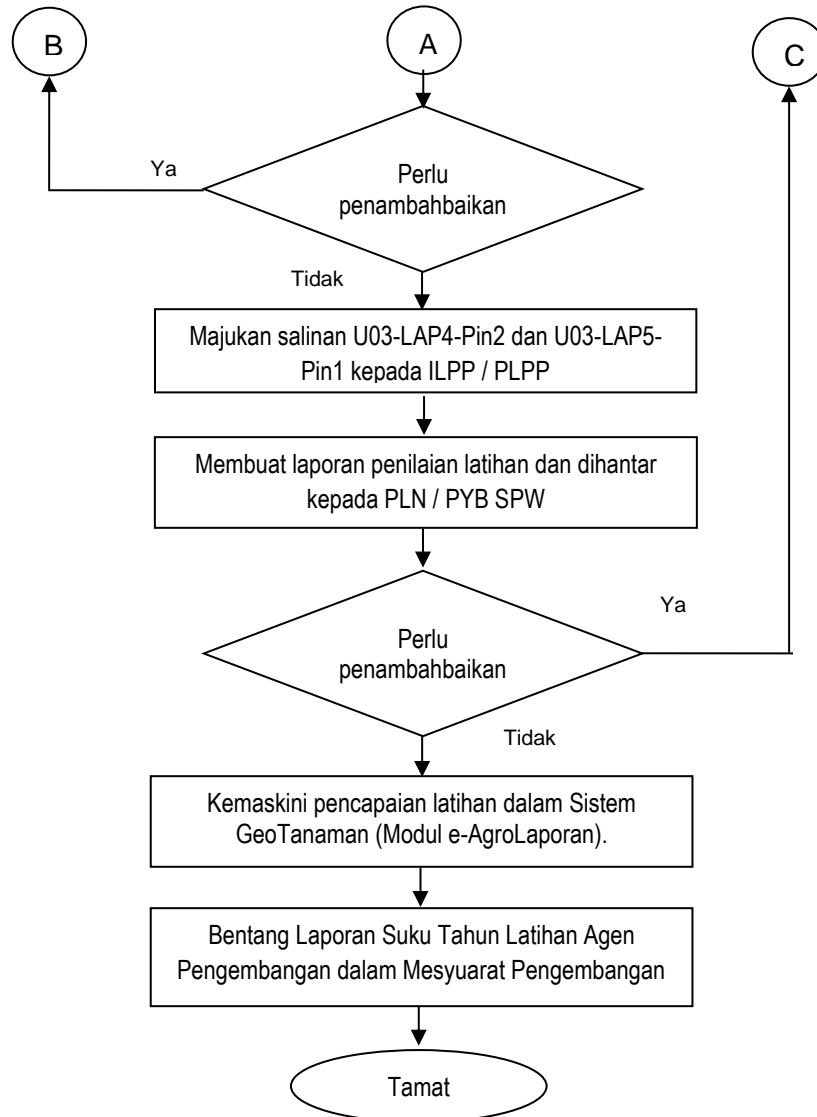 B
A
C
Ya
Perlu
penambahbaikan
Tidak
Majukan salinan U03-LAP4-Pin2 dan U03-LAP5-
Pin1 kepada ILPP / PLPP
Membuat laporan penilaian latihan dan dihantar
kepada PLN / PYB SPW
Ya
Perlu
penambahbaikan
Tidak
Kemaskini pencapaian latihan dalam Sistem
GeoTanaman (Modul e-AgroLaporan).
Bentang Laporan Suku Tahun Latihan Agen
Pengembangan dalam Mesyuarat Pengembangan
Tamat